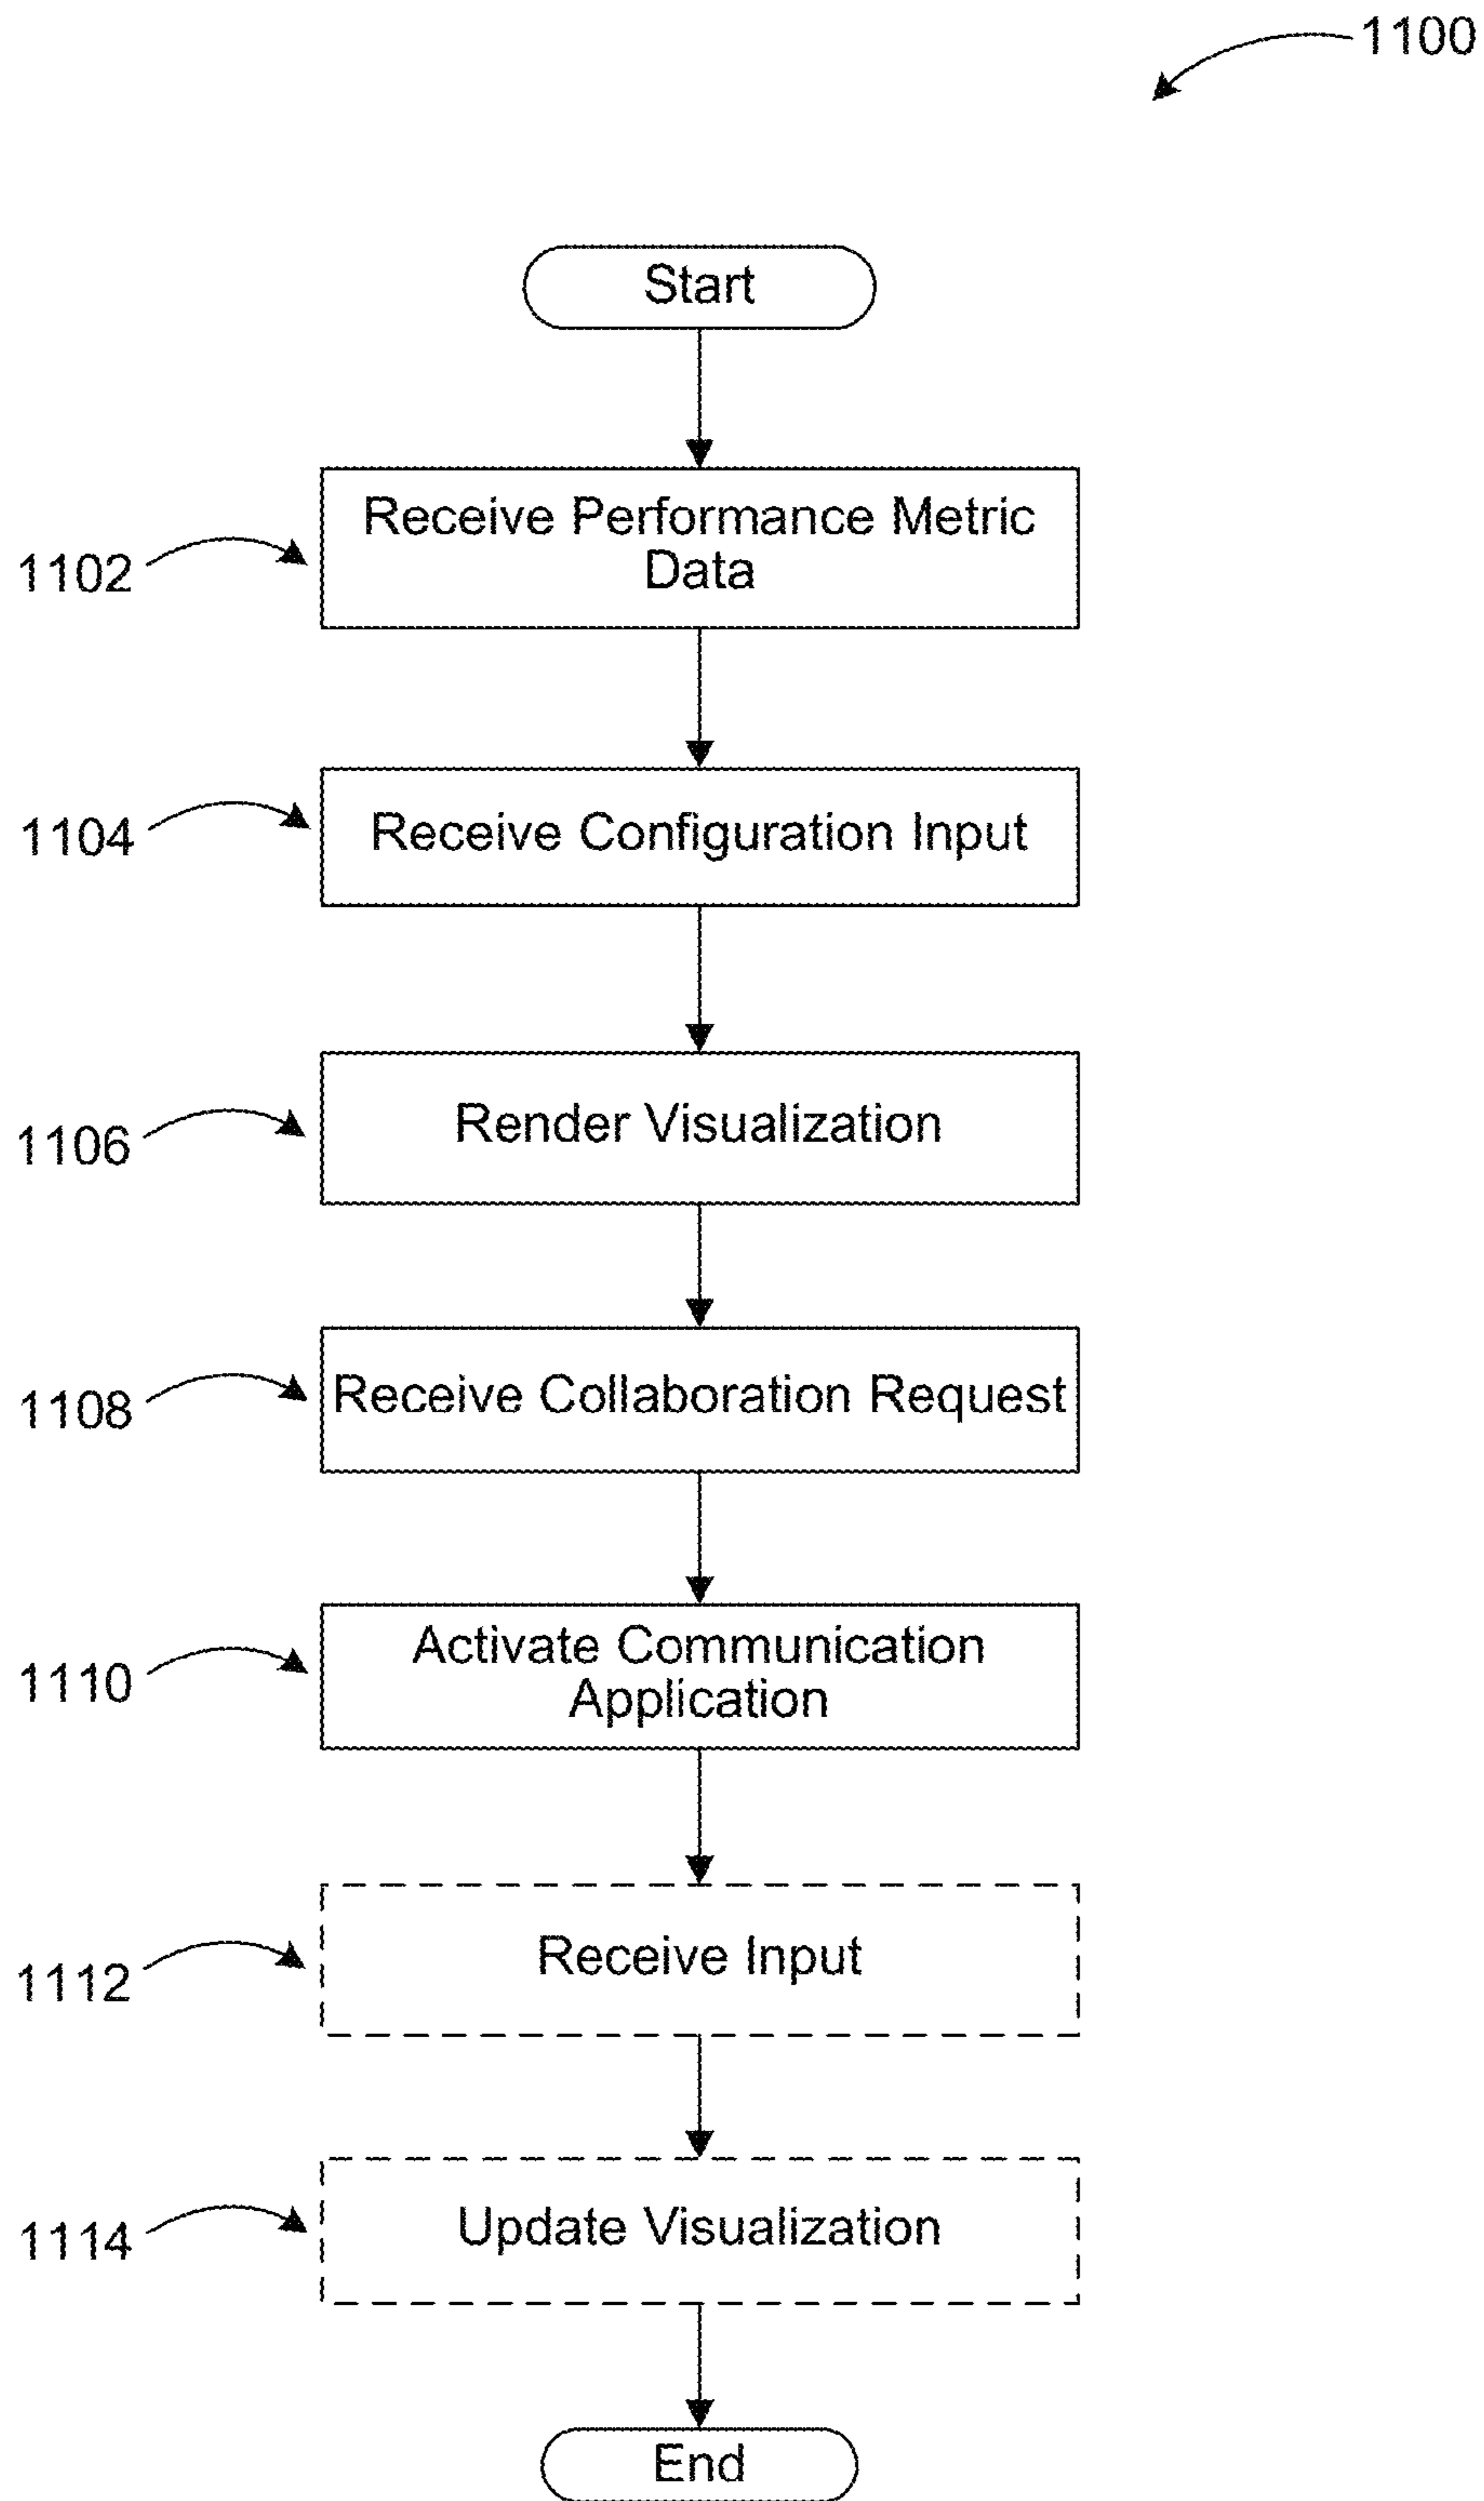 1100
Start
Receive Performance Metric
Data
1102
Receive Configuration Input
1104
Render Visualization
1106
Receive Collaboration Request
1108
Activate Communication
Application
1110
Receive Input
1112
Update Visualization
1114
End